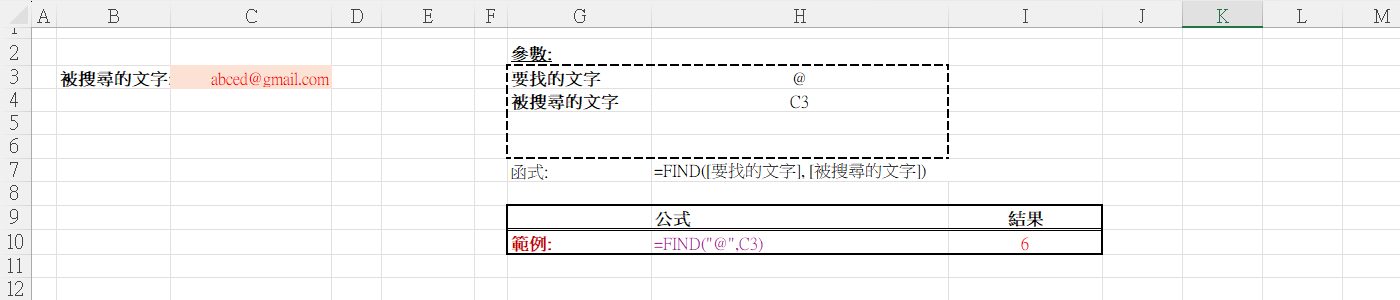 A B C D E F G H I J K L M
1
2 參數:
3 被搜尋的文字: abced@gmail.com 要找的文字 @
4 被搜尋的文字 C3
5
6
7 函式: =FIND([要找的文字], [被搜尋的文字])
8
9 公式 結果
10 範例: =FIND("@",C3) 6
11
12